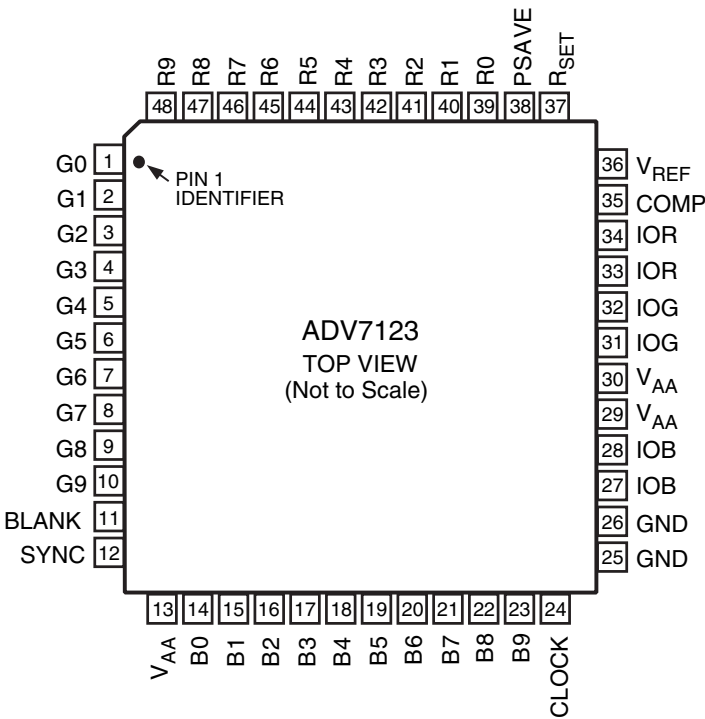 R9 R8 R7 R6 R5 R4 R3 R2 R1 R0 PSAVE RSET
48 47 46 45 44 43 42 41 40 39 38 37
G0 1
G1 2
G2 3
G3 4
G4 5
G5 6
G6 7
G7 8
G8 9
G9 10
BLANK 11
SYNC 12
PIN 1
IDENTIFIER
ADV7123
TOP VIEW
(Not to Scale)
36 VREF
35 COMP
34 IOR
33 IOR
32 IOG
31 IOG
30 VAA
29 VAA
28 IOB
27 IOB
26 GND
25 GND
13 14 15 16 17 18 19 20 21 22 23 24
VAA B0 B1 B2 B3 B4 B5 B6 B7 B8 B9 CLOCK